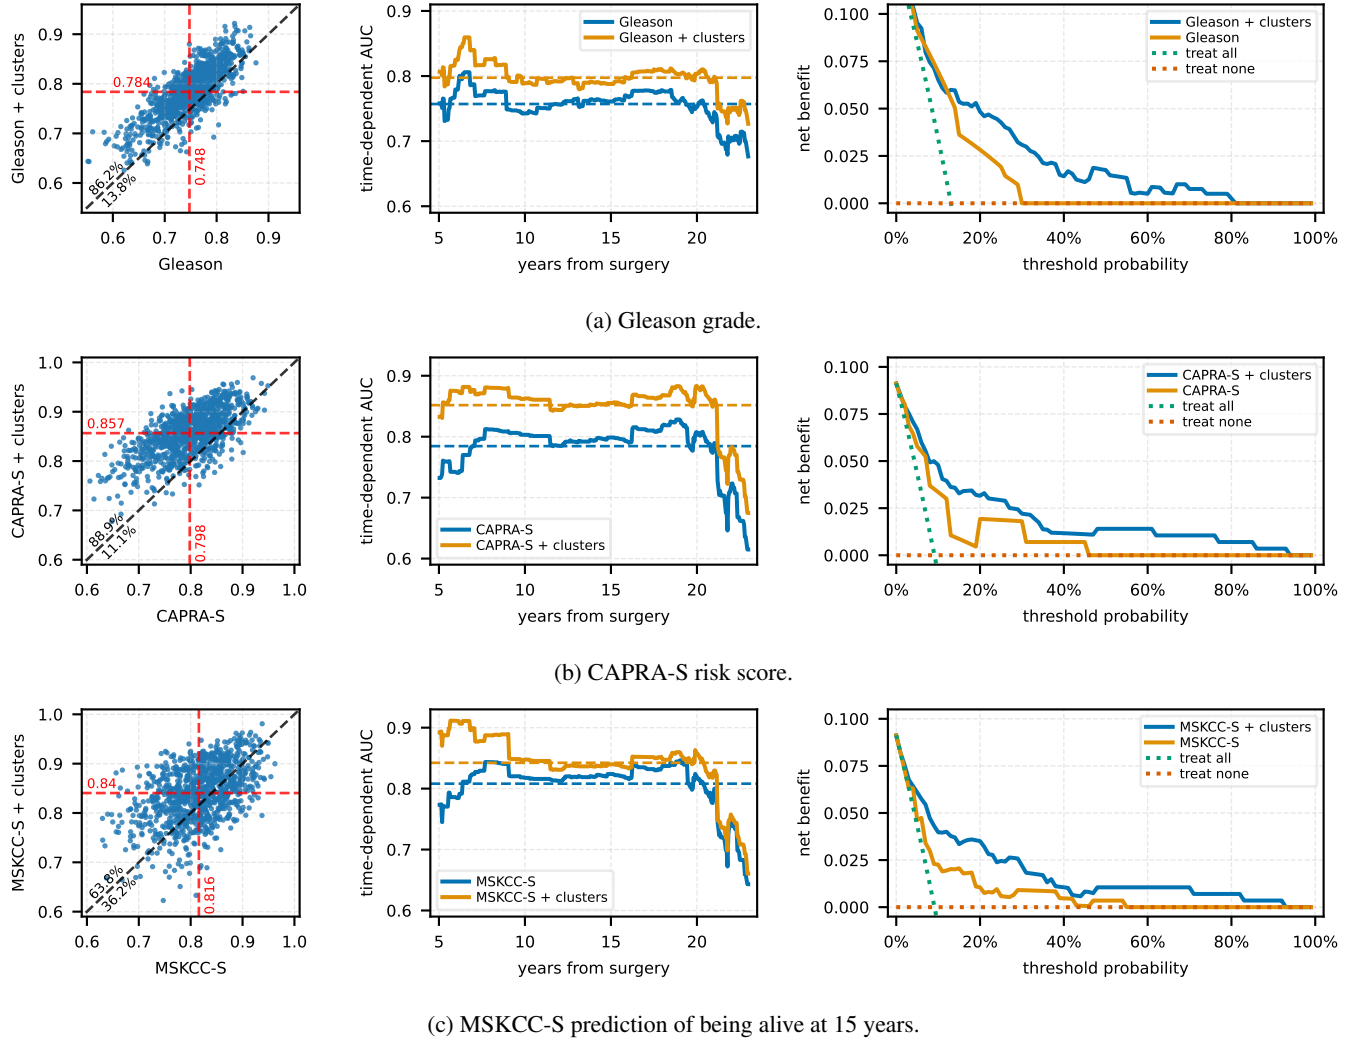 Gleason + clusters
0.9
0.8
0.7
0.6
0.784
0.748
86.2%
13.8%
0.6 0.7 0.8 0.9
Gleason
time-dependent AUC
0.9
0.8
0.7
0.6
Gleason
Gleason + clusters
5 10 15 20
years from surgery
net benefit
0.100
0.075
0.050
0.025
0.000
Gleason + clusters
Gleason
treat all
treat none
0% 20% 40% 60% 80% 100%
threshold probability
(a) Gleason grade.
CAPRA-S + clusters
1.0
0.9
0.8
0.7
0.6
0.857
0.798
88.9%
11.1%
0.6 0.7 0.8 0.9 1.0
CAPRA-S
time-dependent AUC
0.9
0.8
0.7
0.6
CAPRA-S
CAPRA-S + clusters
5 10 15 20
years from surgery
net benefit
0.100
0.075
0.050
0.025
0.000
CAPRA-S + clusters
CAPRA-S
treat all
treat none
0% 20% 40% 60% 80% 100%
threshold probability
(b) CAPRA-S risk score.
MSKCC-S + clusters
1.0
0.9
0.8
0.7
0.6
0.84
0.816
63.8%
36.2%
0.6 0.7 0.8 0.9 1.0
MSKCC-S
time-dependent AUC
0.9
0.8
0.7
0.6
MSKCC-S
MSKCC-S + clusters
5 10 15 20
years from surgery
net benefit
0.100
0.075
0.050
0.025
0.000
MSKCC-S + clusters
MSKCC-S
treat all
treat none
0% 20% 40% 60% 80% 100%
threshold probability
(c) MSKCC-S prediction of being alive at 15 years.